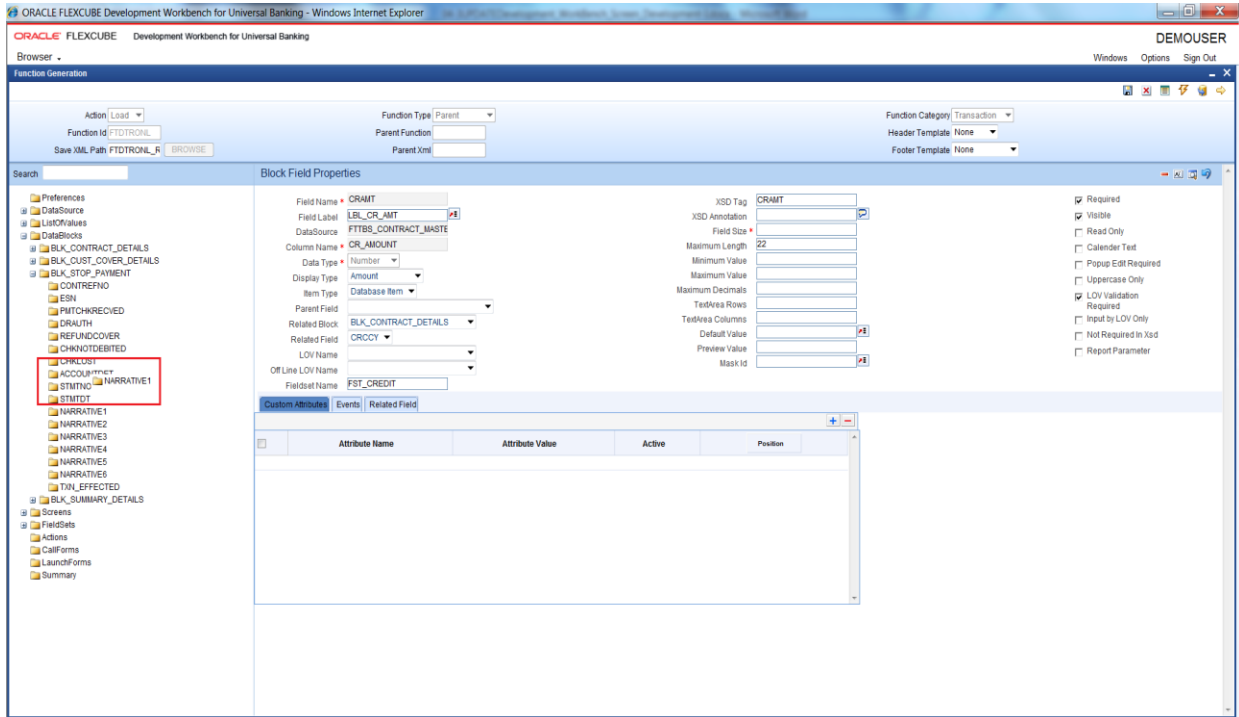 ORACLE FLEXCUBE Development Workbench for Universal Banking - Windows Internet Explorer
ORACLE FLEXCUBE Development Workbench for Universal Banking DEMOUSER
Browser Windows Options Sign Out
Function Generation
Action Load Function Type Parent Function Category Transaction
Function Id FTDTRONL Parent Function Header Template None
Save XML Path FTDTRONL_R BROWSE Parent Xml Footer Template None
Search
Preferences
DataSource
ListOfValues
DataBlocks
BLK_CONTRACT_DETAILS
BLK_CUST_COVER_DETAILS
BLK_STOP_PAYMENT
CONTREFNO
ESN
PMTCHKRECVED
DRAUTH
REFUNDCOVER
CHKNOTDEBITED
CHKLOST
ACCOUNTDET
NARRATIVE1
STMTNO
STMTDT
NARRATIVE1
NARRATIVE2
NARRATIVE3
NARRATIVE4
NARRATIVE5
NARRATIVE6
TXN_EFFECTED
BLK_SUMMARY_DETAILS
Screens
FieldSets
Actions
CallForms
LaunchForms
Summary
Block Field Properties
Field Name * CRAMT
Field Label LBL_CR_AMT
DataSource FTTBS_CONTRACT_MASTE
Column Name * CR_AMOUNT
Data Type * Number
Display Type Amount
Item Type Database Item
Parent Field
Related Block BLK_CONTRACT_DETAILS
Related Field CRCCY
LOV Name
Off Line LOV Name
Fieldset Name FST_CREDIT
XSD Tag CRAMT
XSD Annotation
Field Size *
Maximum Length 22
Minimum Value
Maximum Value
Maximum Decimals
TextArea Rows
TextArea Columns
Default Value
Preview Value
Mask Id
Required
Visible
Read Only
Calender Text
Popup Edit Required
Uppercase Only
LOV Validation
Required
Input by LOV Only
Not Required In Xsd
Report Parameter
Custom Attributes Events Related Field
Attribute Name Attribute Value Active Position